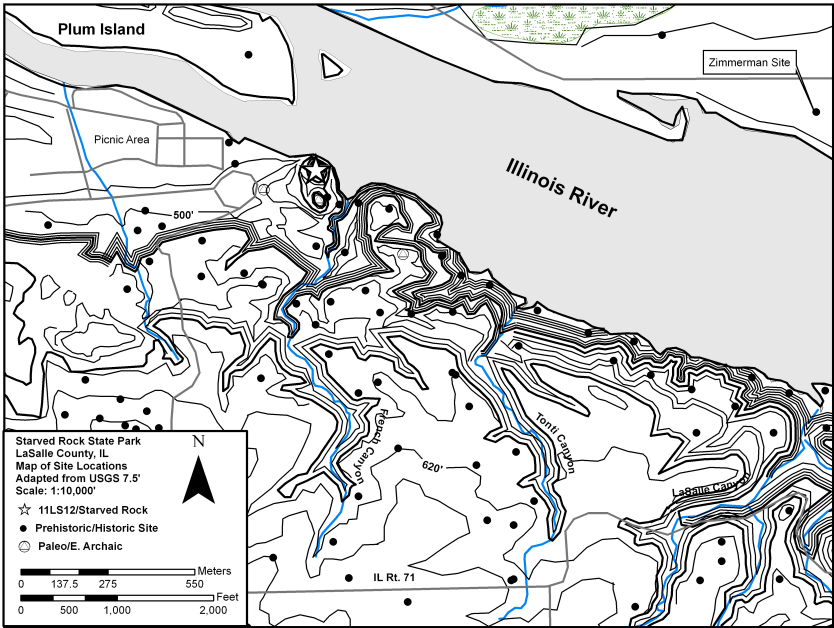 Plum Island
Zimmerman Site
Picnic Area
Illinois River
500'
French Canyon
Tonti Canyon
620'
LaSalle Canyon
IL Rt. 71
Starved Rock State Park
LaSalle County, IL
Map of Site Locations
Adapted from USGS 7.5'
Scale: 1:10,000'
N
11LS12/Starved Rock
Prehistoric/Historic Site
Paleo/E. Archaic
Meters
0 137.5 275 550
Feet
0 500 1,000 2,000